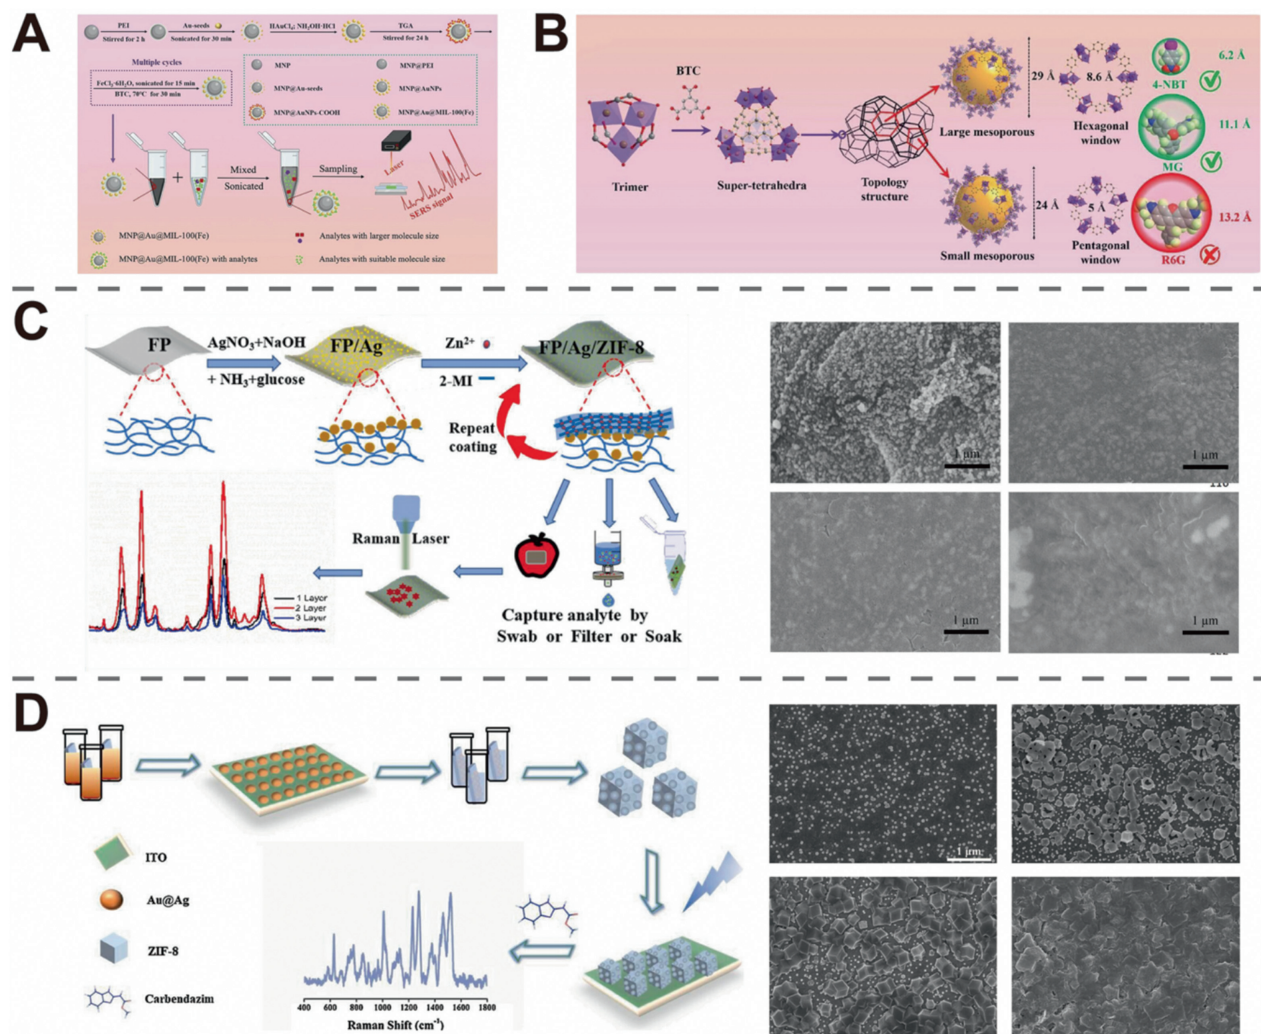 A
PEI
Stirred for 2 h
Au-seeds
Sonicated for 30 min
HAuCl₄; NH₂OH·HCl
TGA
Stirred for 24 h
Multiple cycles
FeCl₃·6H₂O, sonicated for 15 min
BTC, 70°C for 30 min
MNP
MNP@PEI
MNP@Au-seeds
MNP@AuNPs
MNP@AuNPs-COOH
MNP@Au@MIL-100(Fe)
Mixed
Sonicated
Sampling
Laser
SERS signal
MNP@Au@MIL-100(Fe)
Analytes with larger molecule size
MNP@Au@MIL-100(Fe) with analytes
Analytes with suitable molecule size
B
BTC
Trimer
Super-tetrahedra
Topology
structure
Large mesoporous
29 Å
8.6 Å
Hexagonal
window
6.2 Å
4-NBT
11.1 Å
MG
Small mesoporous
24 Å
5 Å
Pentagonal
window
13.2 Å
R6G
C
FP
AgNO₃+NaOH
+ NH₃+glucose
FP/Ag
Zn²⁺
2-MI
FP/Ag/ZIF-8
Repeat
coating
Raman Laser
1 Layer
2 Layer
3 Layer
Capture analyte by
Swab or Filter or Soak
1 μm
1 μm
1 μm
1 μm
D
ITO
Au@Ag
ZIF-8
Carbendazim
400 600 800 1000 1200 1400 1600 1800
Raman Shift (cm⁻¹)
1 μm